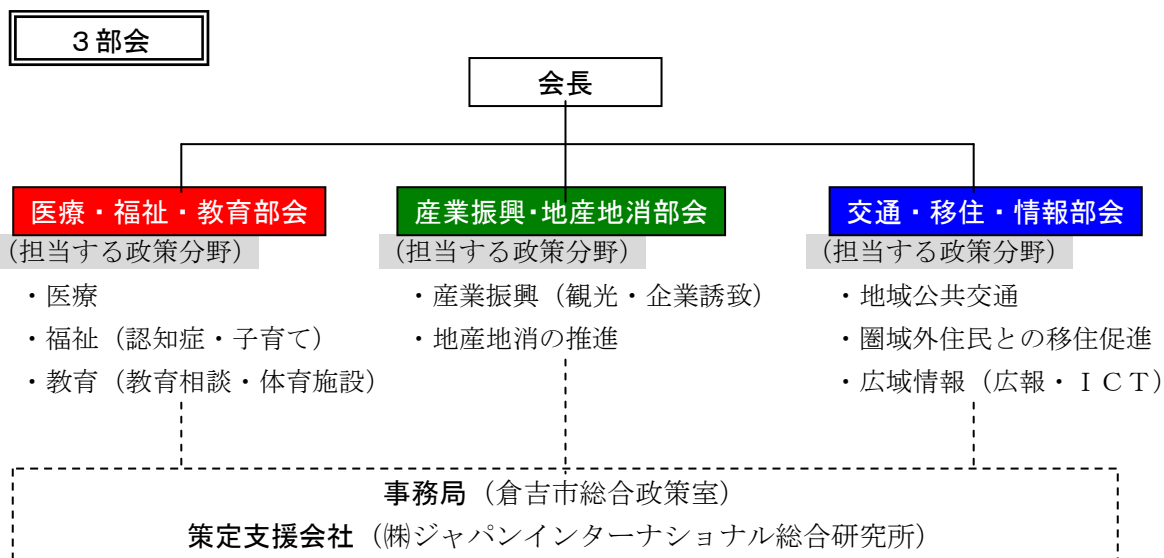 ３部会
会長
医療・福祉・教育部会
(担当する政策分野)
・医療
・福祉（認知症・子育て）
・教育（教育相談・体育施設）
産業振興・地産地消部会
(担当する政策分野)
・産業振興（観光・企業誘致）
・地産地消の推進
交通・移住・情報部会
(担当する政策分野)
・地域公共交通
・圏域外住民との移住促進
・広域情報（広報・ＩＣＴ）
事務局（倉吉市総合政策室）
策定支援会社（㈱ジャパンインターナショナル総合研究所）